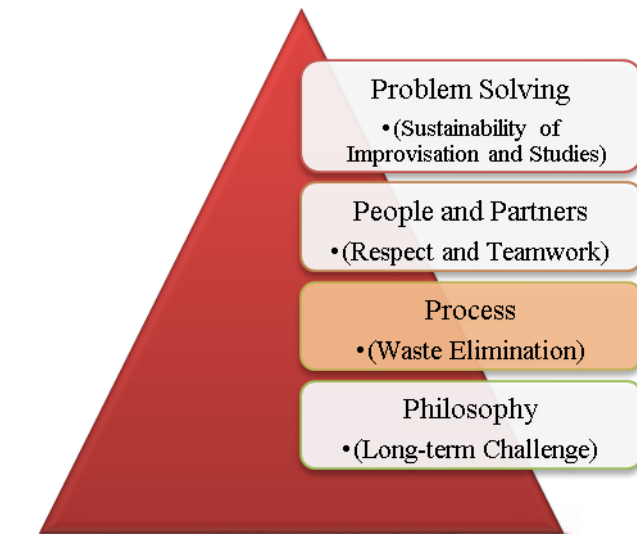 Problem Solving
•(Sustainability of
Improvisation and Studies)
People and Partners
•(Respect and Teamwork)
Process
•(Waste Elimination)
Philosophy
•(Long-term Challenge)